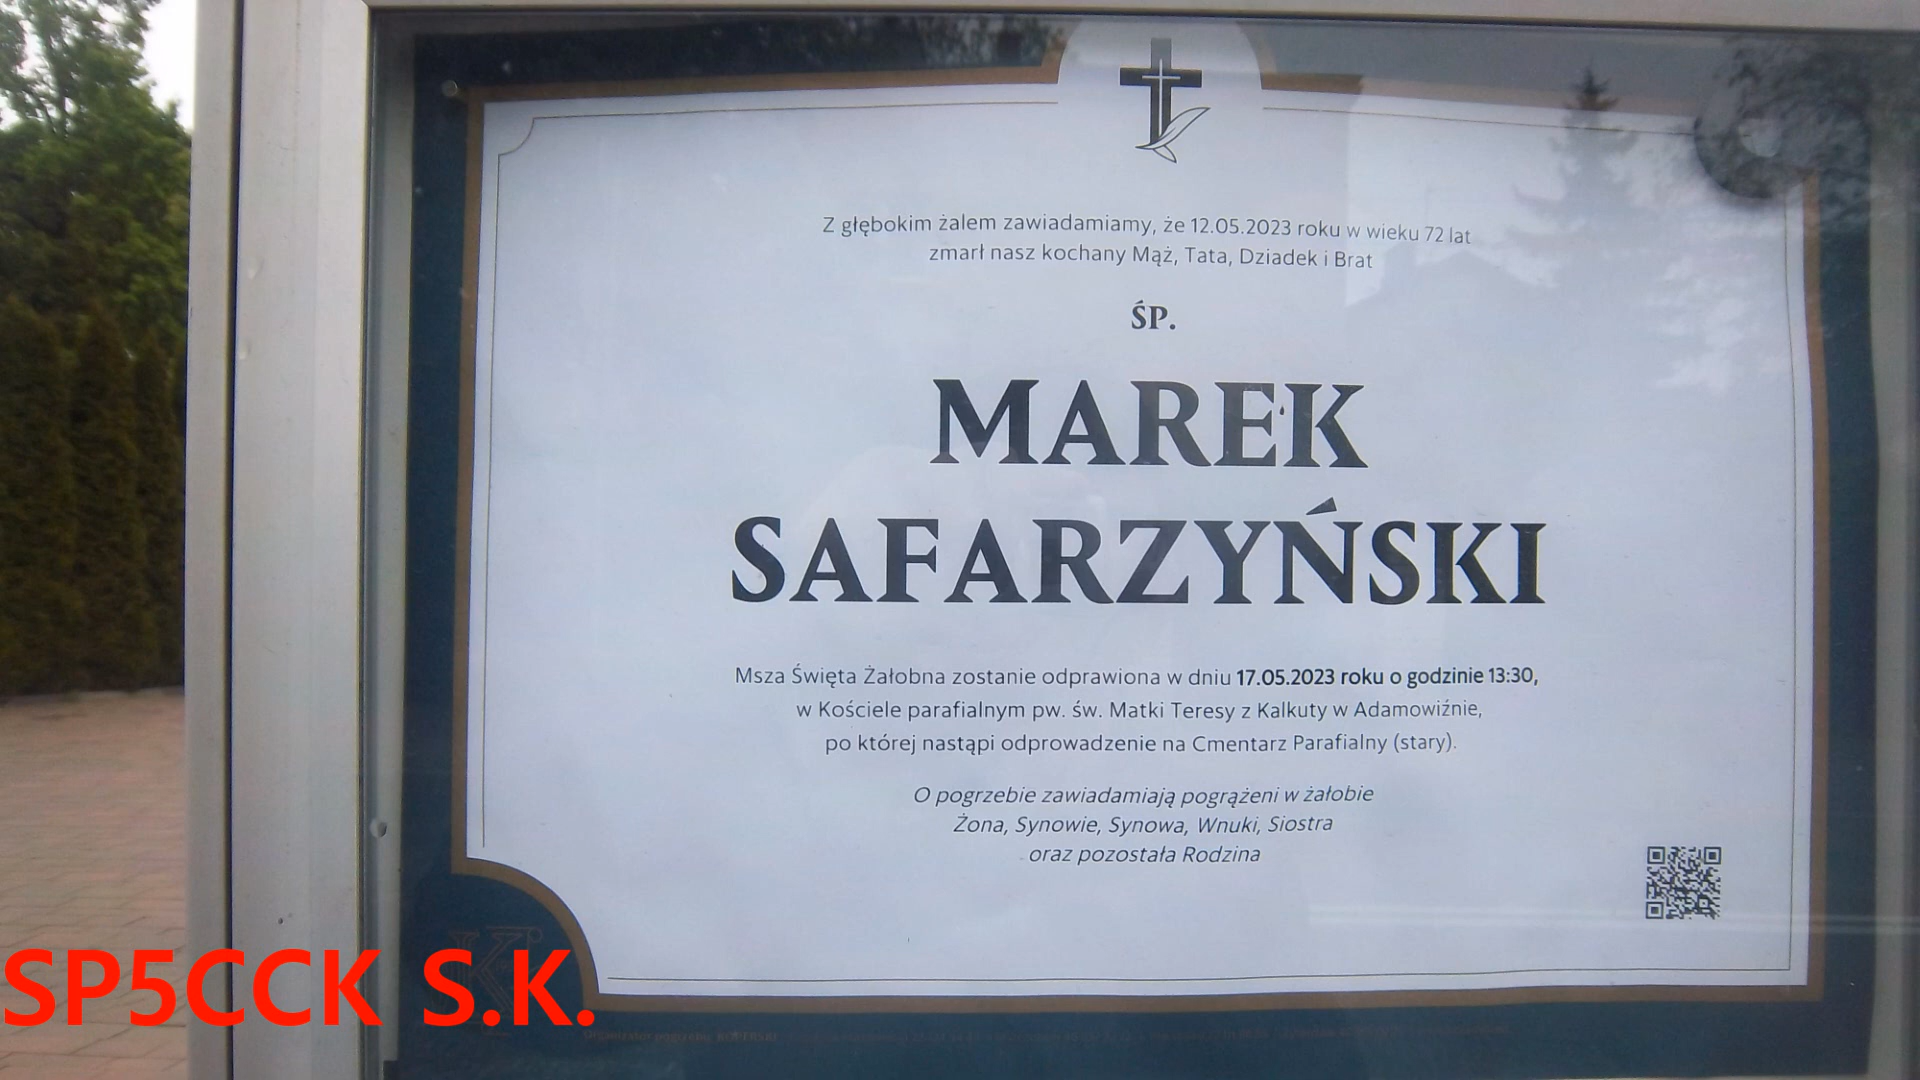 Z głębokim żalem zawiadamiamy, że 12.05.2023 roku w wieku 72 lat
zmarł nasz kochany Mąż, Tata, Dziadek i Brat
ŚP.
MAREK
SAFARZYŃSKI
Msza Święta Żałobna zostanie odprawiona w dniu 17.05.2023 roku o godzinie 13:30,
w Kościele parafialnym pw. św. Matki Teresy z Kalkuty w Adamowiźnie,
po której nastąpi odprowadzenie na Cmentarz Parafialny (stary).
O pogrzebie zawiadamiają pogrążeni w żałobie
Żona, Synowie, Synowa, Wnuki, Siostra
oraz pozostała Rodzina
SP5CCK S.K.
Organizator pogrzebu